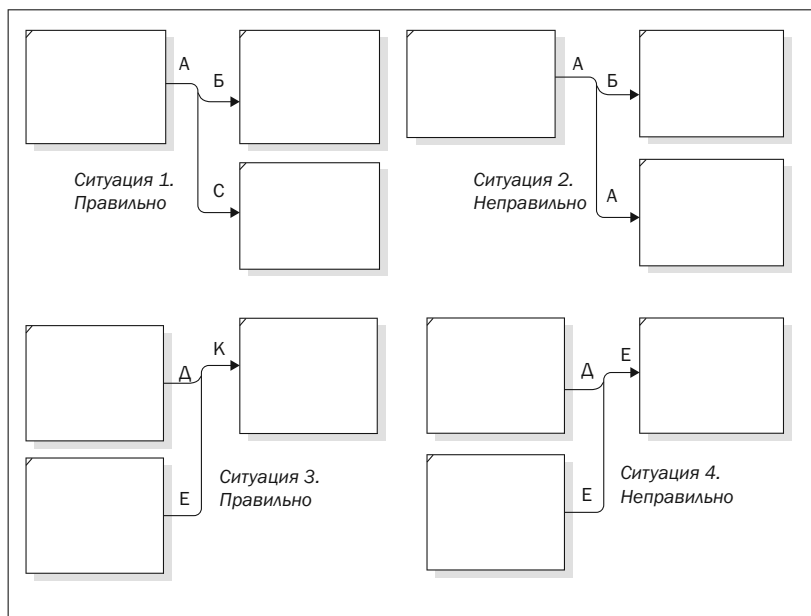 А
Б
С
Ситуация 1.
Правильно
А
Б
А
Ситуация 2.
Неправильно
Д
К
Е
Ситуация 3.
Правильно
Д
Е
Е
Ситуация 4.
Неправильно